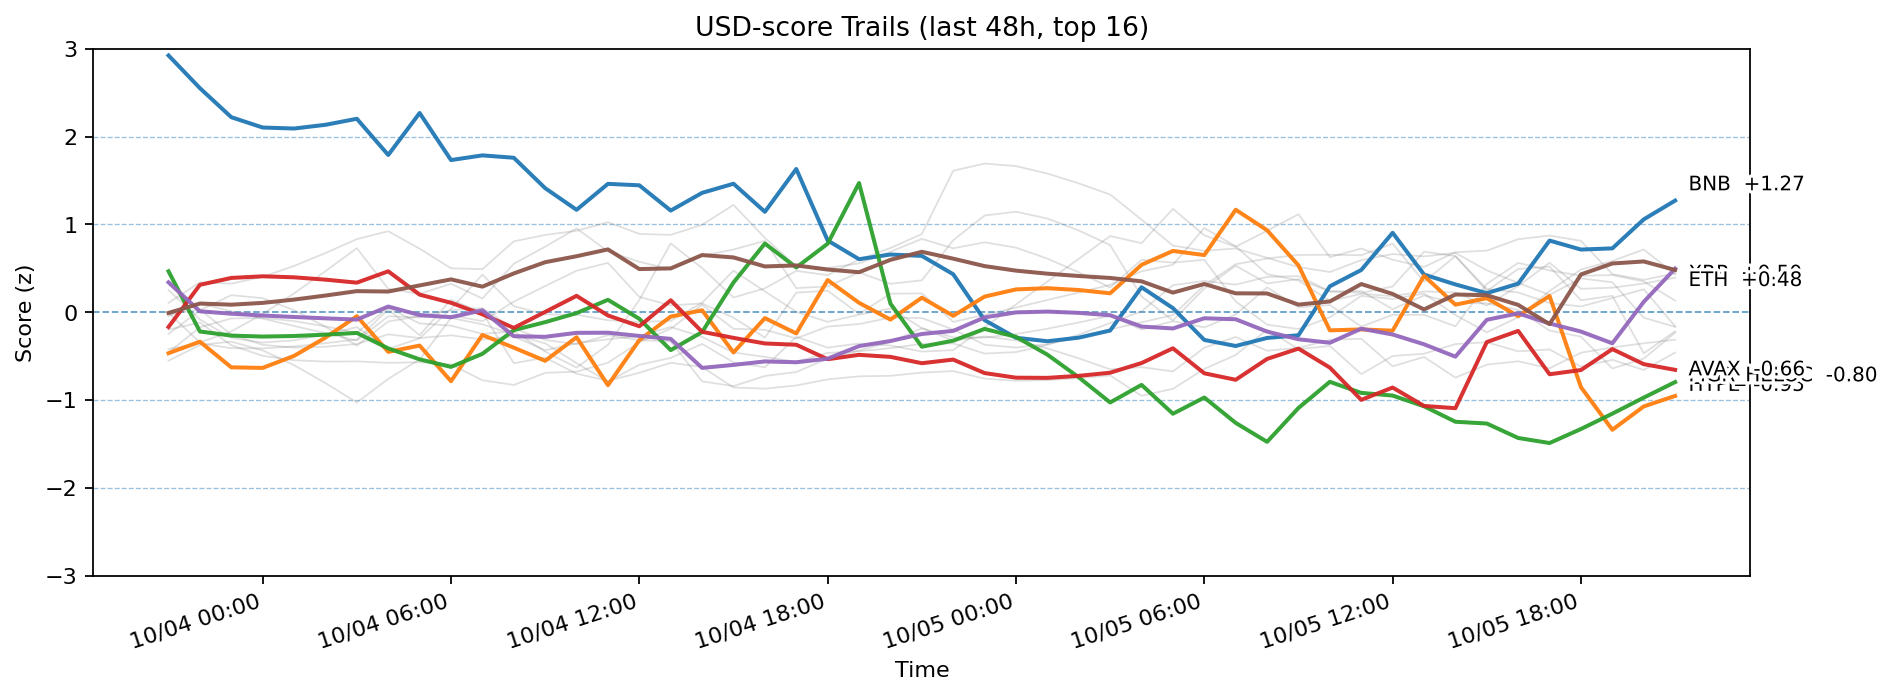 USD-score Trails (last 48h, top 16)
Score (z)
3
2
1
0
−1
−2
−3
BNB +1.27
ETH +0.48
AVAX -0.66
-0.80
10/04 00:00
10/04 06:00
10/04 12:00
10/04 18:00
10/05 00:00
10/05 06:00
10/05 12:00
10/05 18:00
Time